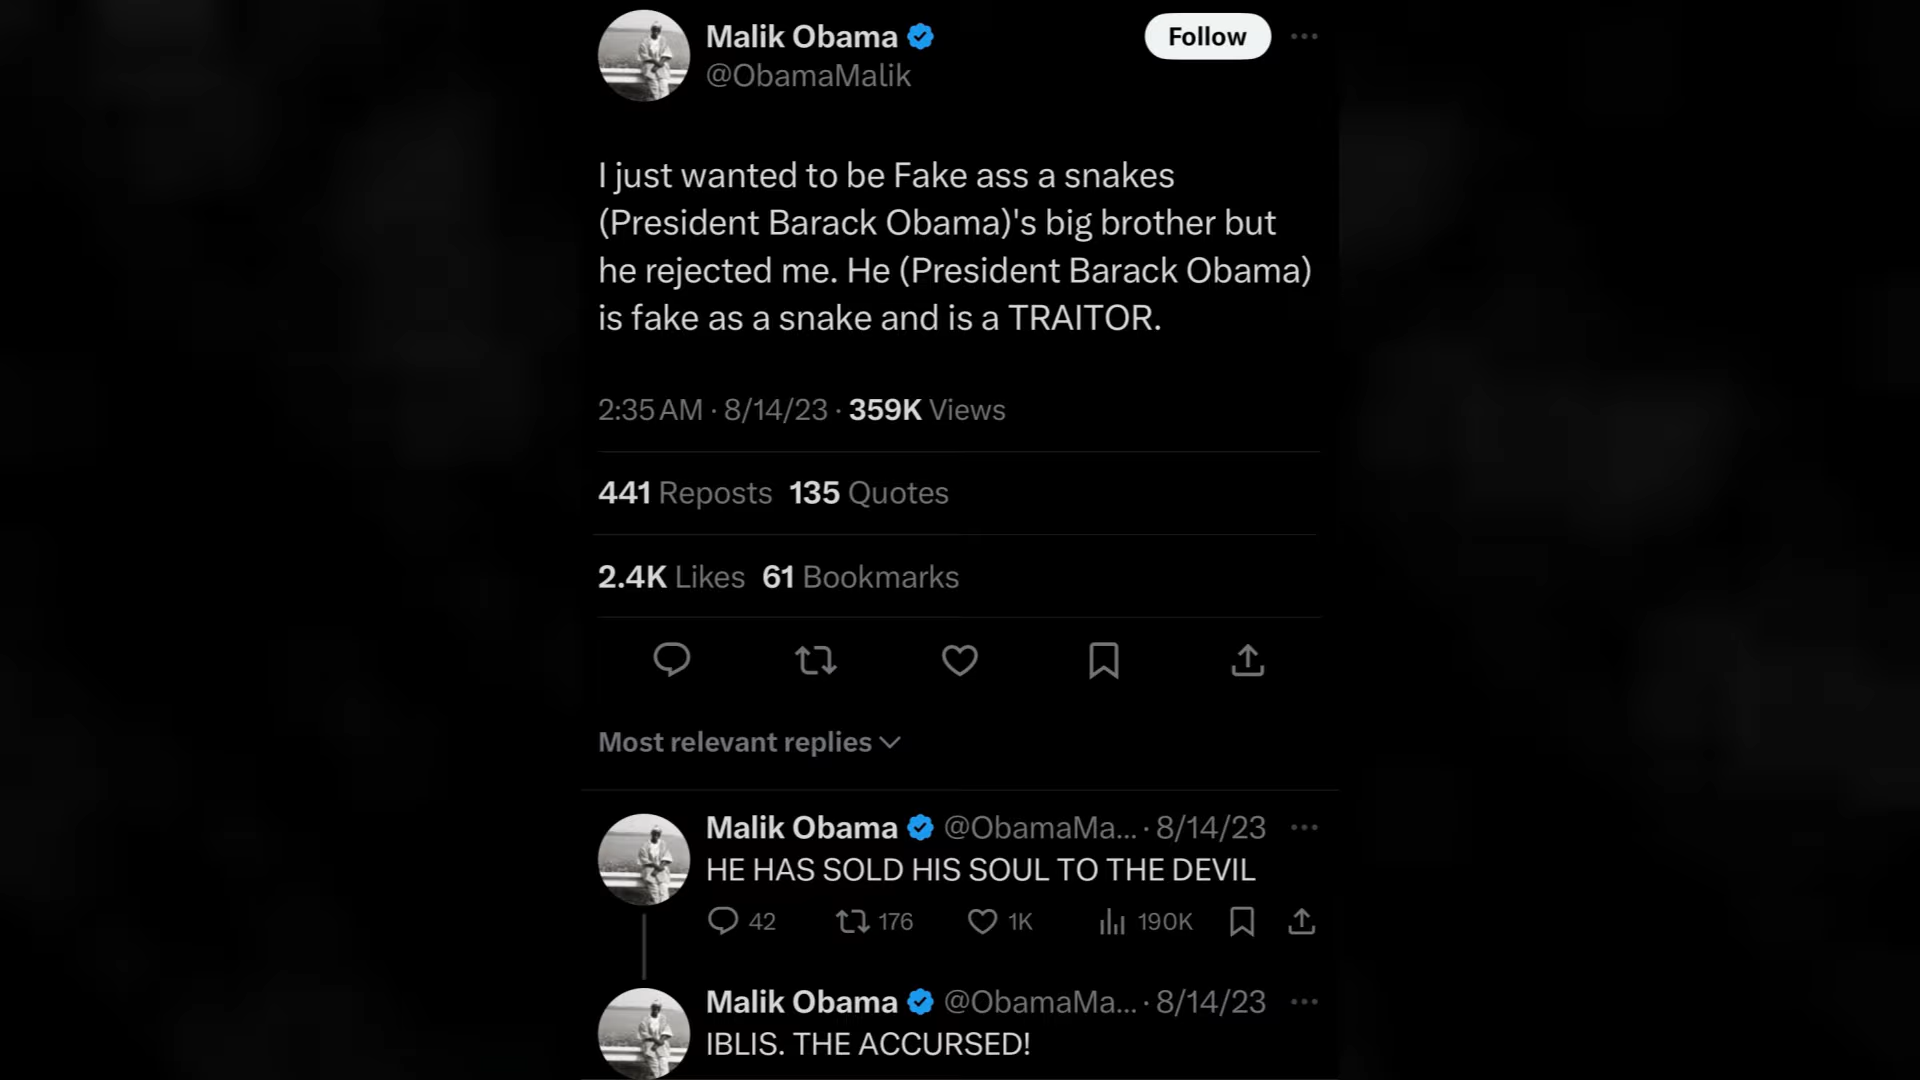 Malik Obama
Follow
@ObamaMalik
I just wanted to be Fake ass a snakes
(President Barack Obama)'s big brother but
he rejected me. He (President Barack Obama)
is fake as a snake and is a TRAITOR.
2:35 AM · 8/14/23 · 359K Views
441 Reposts 135 Quotes
2.4K Likes 61 Bookmarks
Most relevant replies
Malik Obama @ObamaMa... · 8/14/23
HE HAS SOLD HIS SOUL TO THE DEVIL
42 176 1K 190K
Malik Obama @ObamaMa... · 8/14/23
IBLIS. THE ACCURSED!